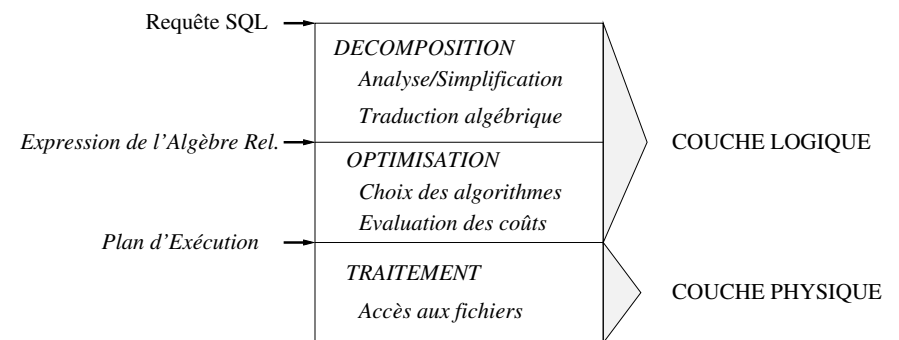 Requête SQL
DECOMPOSITION
Analyse/Simplification
Traduction algébrique
Expression de l'Algèbre Rel.
COUCHE LOGIQUE
OPTIMISATION
Choix des algorithmes
Evaluation des coûts
Plan d'Exécution
TRAITEMENT
COUCHE PHYSIQUE
Accès aux fichiers